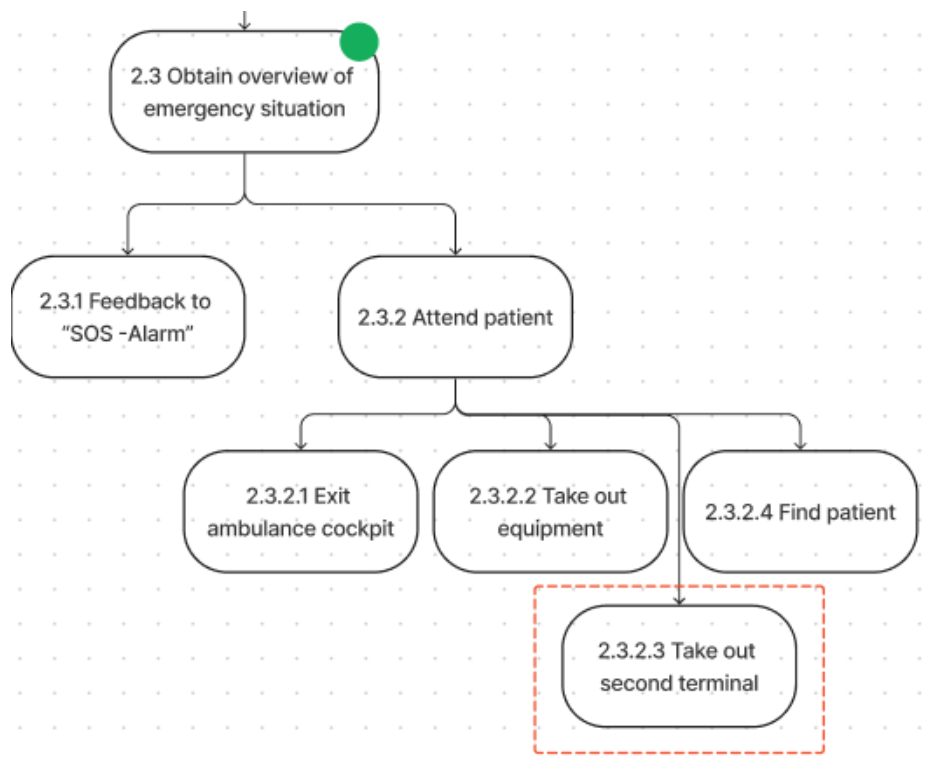 2.3 Obtain overview of
emergency situation
2.3.1 Feedback to
“SOS -Alarm”
2.3.2 Attend patient
2.3.2.1 Exit
ambulance cockpit
2.3.2.2 Take out
equipment
2.3.2.4 Find patient
2.3.2.3 Take out
second terminal